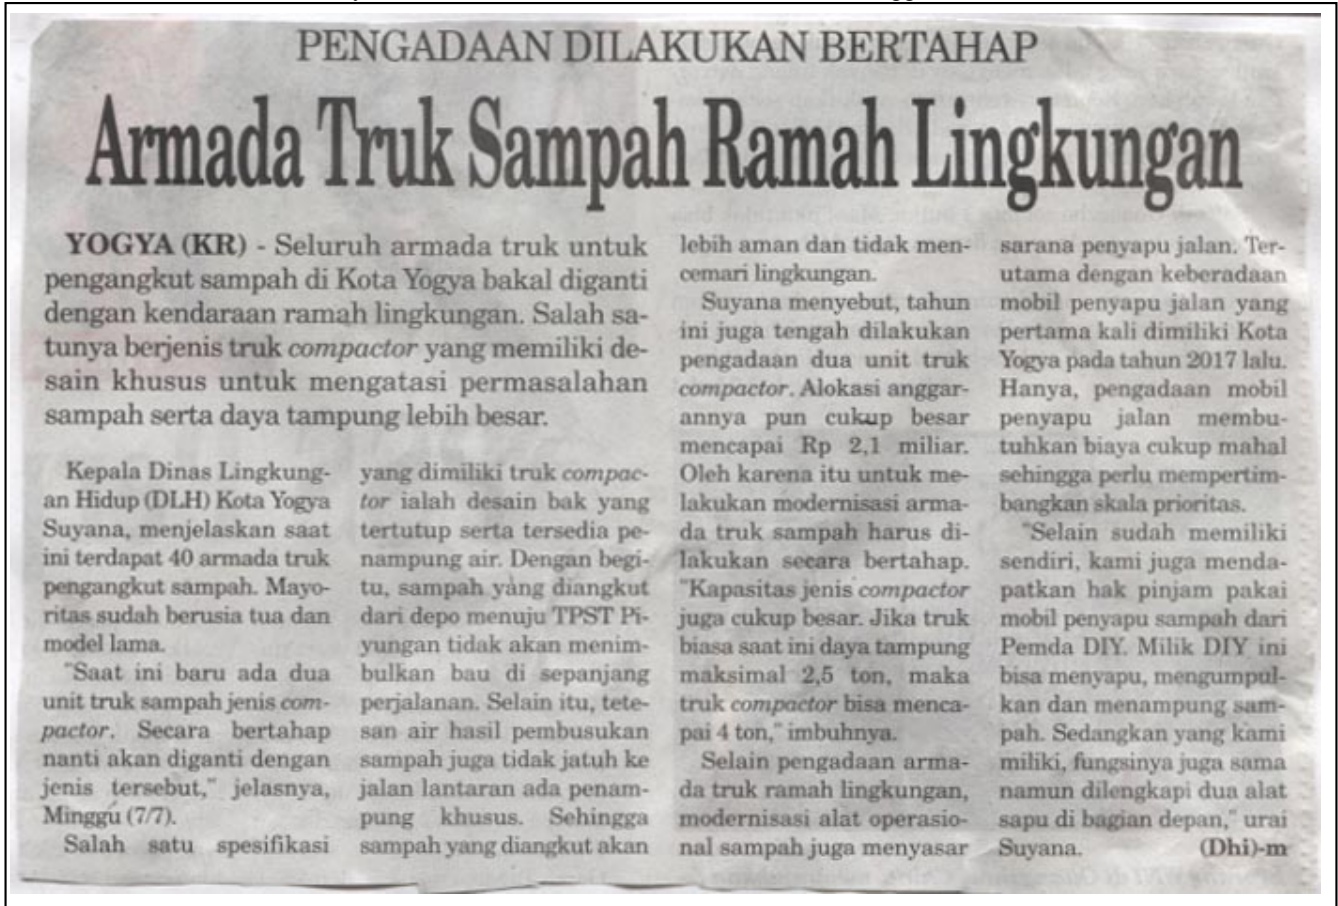 PENGADAAN DILAKUKAN BERTAHAP
Armada Truk Sampah Ramah Lingkungan
YOGYA (KR) - Seluruh armada truk untuk
pengangkut sampah di Kota Yogya bakal diganti
dengan kendaraan ramah lingkungan. Salah sa-
tunya berjenis truk compactor yang memiliki de-
sain khusus untuk mengatasi permasalahan
sampah serta daya tampung lebih besar.
Kepala Dinas Lingkung-
an Hidup (DLH) Kota Yogya
Suyana, menjelaskan saat
ini terdapat 40 armada truk
pengangkut sampah. Mayo-
ritas sudah berusia tua dan
model lama.
"Saat ini baru ada dua
unit truk sampah jenis com-
pactor. Secara bertahap
nanti akan diganti dengan
jenis tersebut," jelasnya,
Minggu (7/7).
Salah satu spesifikasi
yang dimiliki truk compac-
tor ialah desain bak yang
tertutup serta tersedia pe-
nampung air. Dengan begi-
tu, sampah yang diangkut
dari depo menuju TPST Pi-
yungan tidak akan menim-
bulkan bau di sepanjang
perjalanan. Selain itu, tete-
san air hasil pembusukan
sampah juga tidak jatuh ke
jalan lantaran ada penam-
pung khusus. Sehingga
sampah yang diangkut akan
lebih aman dan tidak men-
cemari lingkungan.
Suyana menyebut, tahun
ini juga tengah dilakukan
pengadaan dua unit truk
compactor. Alokasi anggar-
annya pun cukup besar
mencapai Rp 2,1 miliar.
Oleh karena itu untuk me-
lakukan modernisasi arma-
da truk sampah harus di-
lakukan secara bertahap.
"Kapasitas jenis compactor
juga cukup besar. Jika truk
biasa saat ini daya tampung
maksimal 2,5 ton, maka
truk compactor bisa menca-
pai 4 ton," imbuhnya.
Selain pengadaan arma-
da truk ramah lingkungan,
modernisasi alat operasio-
nal sampah juga menyasar
sarana penyapu jalan. Ter-
utama dengan keberadaan
mobil penyapu jalan yang
pertama kali dimiliki Kota
Yogya pada tahun 2017 lalu.
Hanya, pengadaan mobil
penyapu jalan membu-
tuhkan biaya cukup mahal
sehingga perlu mempertim-
bangkan skala prioritas.
"Selain sudah memiliki
sendiri, kami juga menda-
patkan hak pinjam pakai
mobil penyapu sampah dari
Pemda DIY. Milik DIY ini
bisa menyapu, mengumpul-
kan dan menampung sam-
pah. Sedangkan yang kami
miliki, fungsinya juga sama
namun dilengkapi dua alat
sapu di bagian depan," urai
Suyana. (Dhi)-m